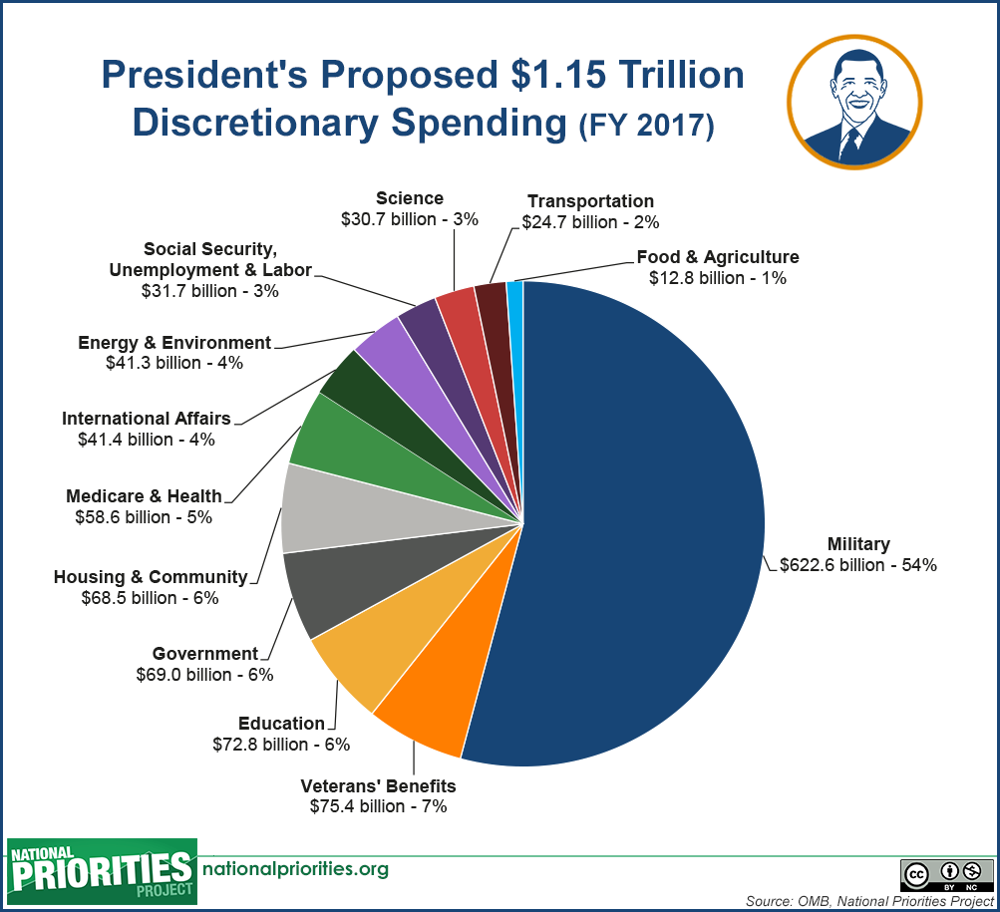 President's Proposed $1.15 Trillion
Discretionary Spending (FY 2017)
Science
$30.7 billion - 3%
Transportation
$24.7 billion - 2%
Social Security,
Unemployment & Labor
$31.7 billion - 3%
Food & Agriculture
$12.8 billion - 1%
Energy & Environment
$41.3 billion - 4%
International Affairs
$41.4 billion - 4%
Medicare & Health
$58.6 billion - 5%
Military
$622.6 billion - 54%
Housing & Community
$68.5 billion - 6%
Government
$69.0 billion - 6%
Education
$72.8 billion - 6%
Veterans' Benefits
$75.4 billion - 7%
NATIONAL
PRIORITIES
PROJECT
nationalpriorities.org
cc
BY NC
Source: OMB, National Priorities Project